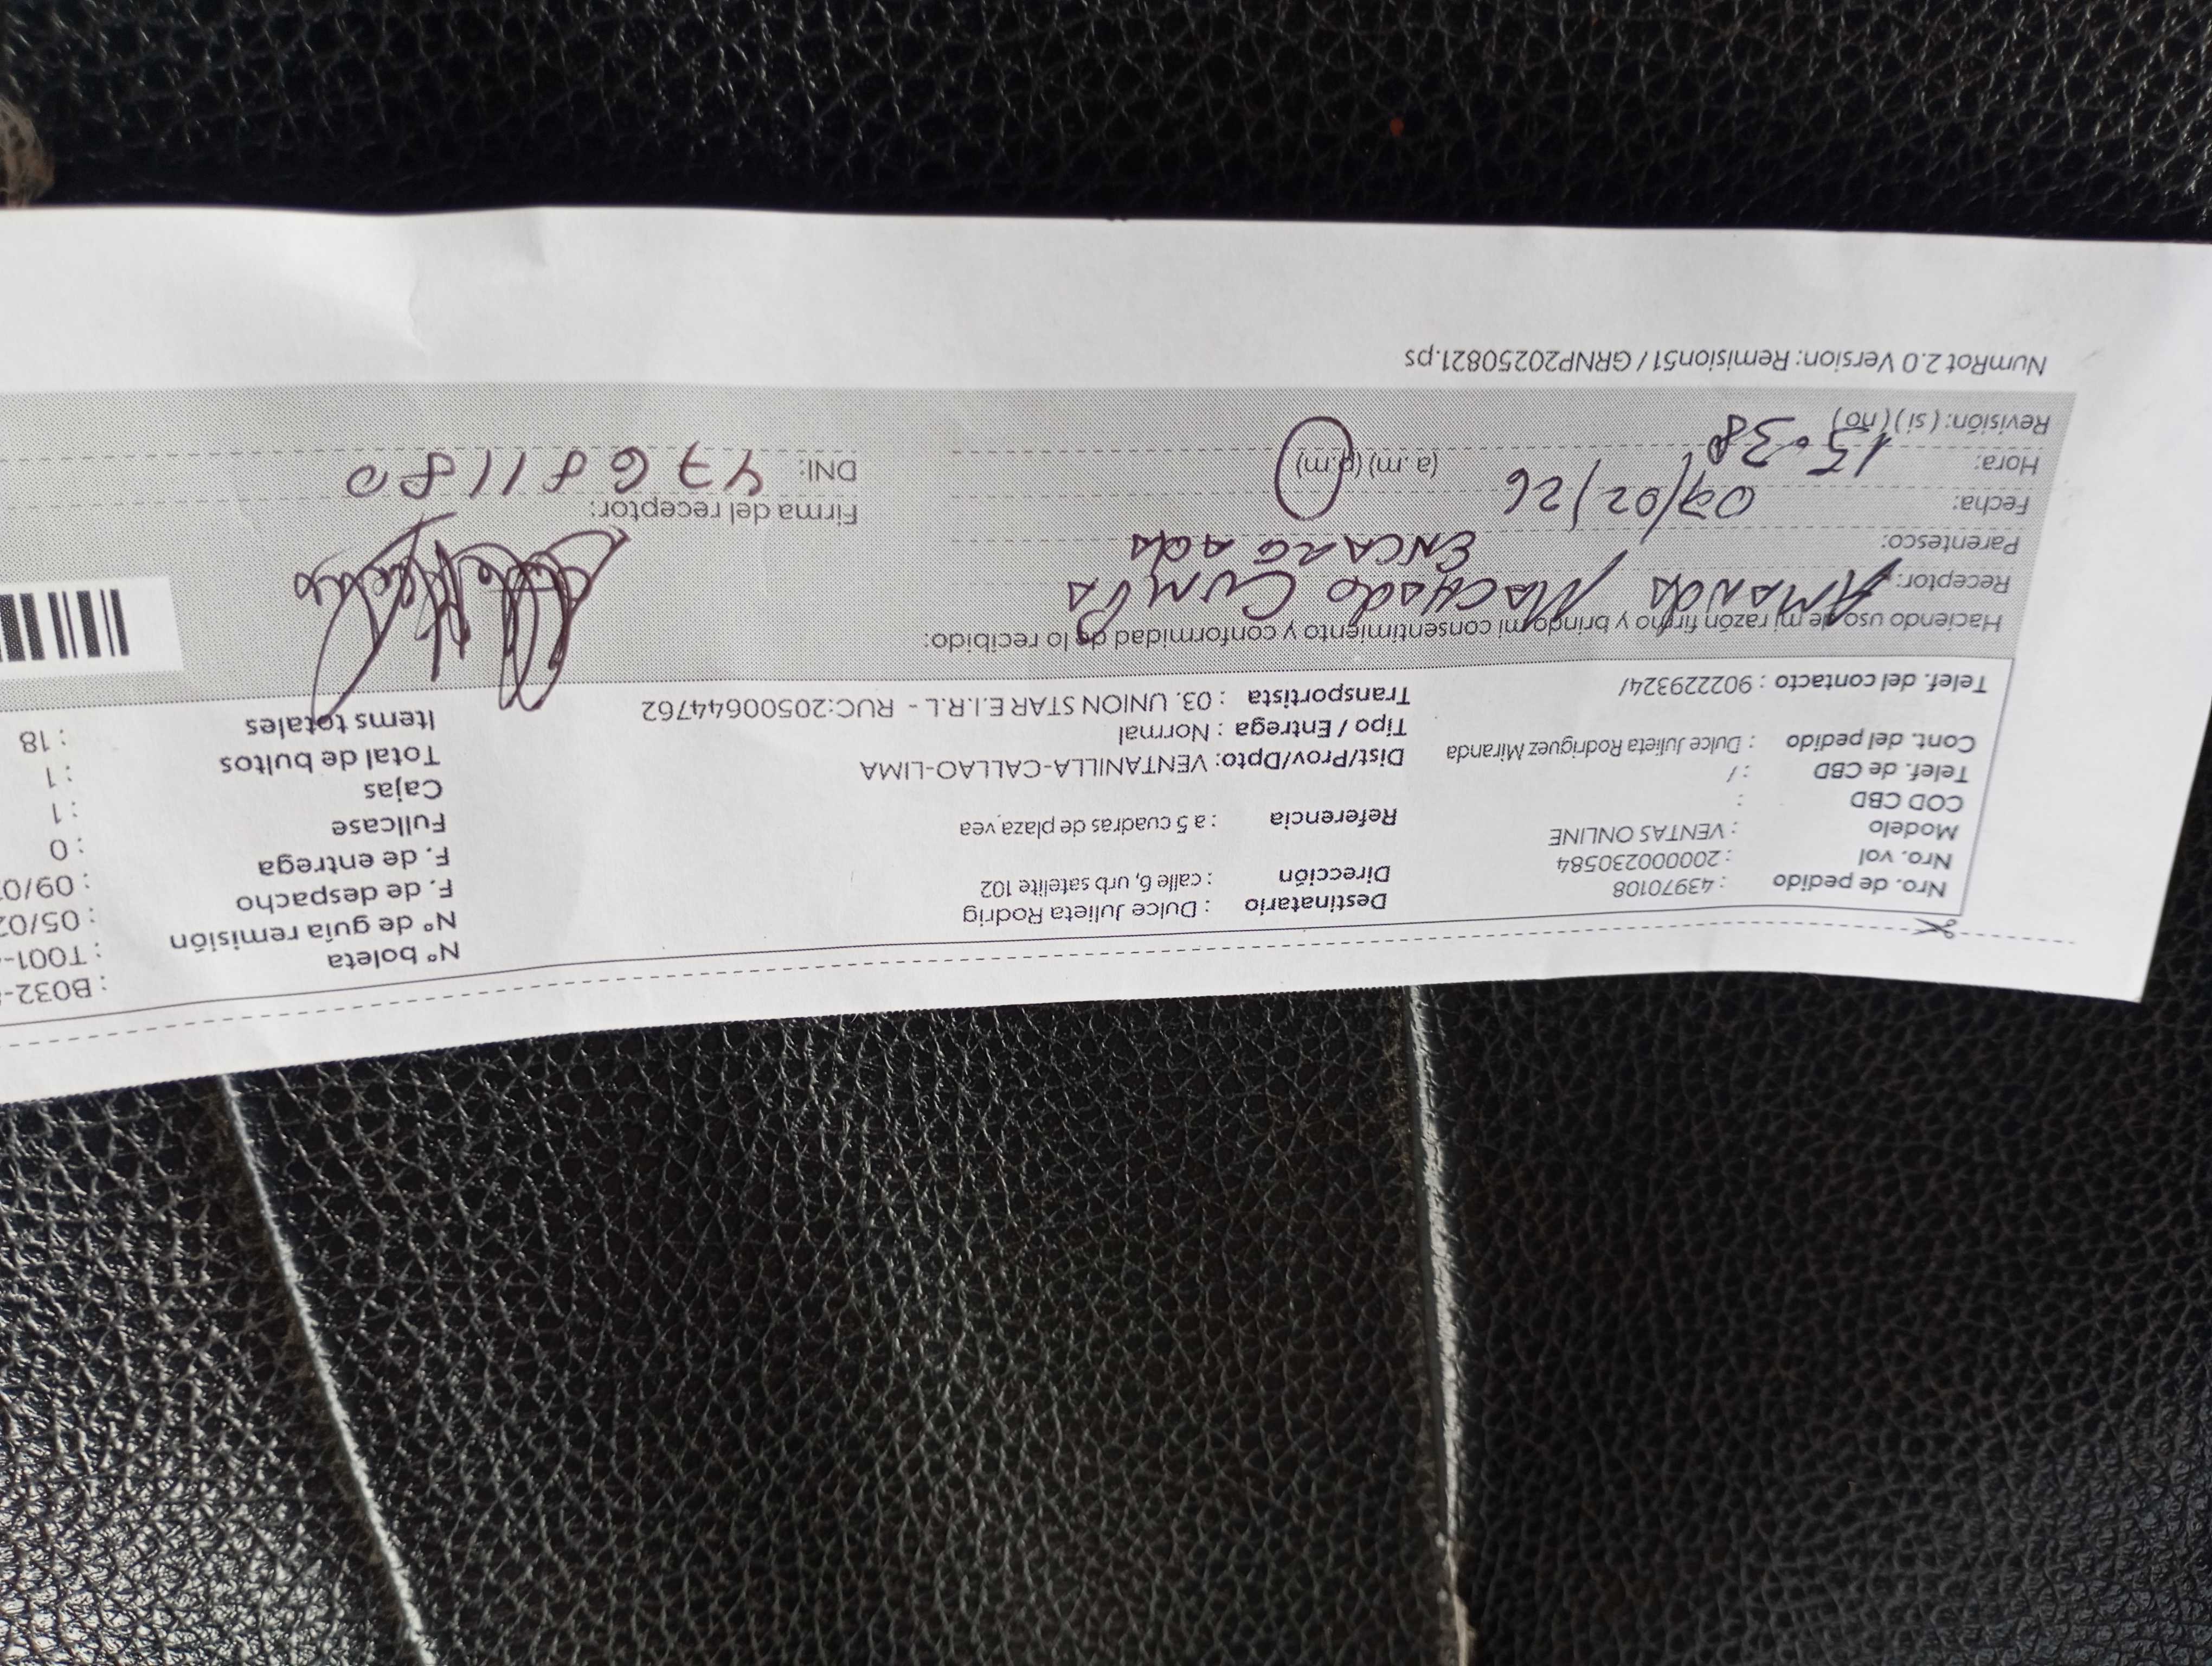 Nro. de pedido : 43970108
Nro. vol : 200000230584
Modelo : VENTAS ONLINE
COD CBD :
Telef. de CBD : /
Cont. del pedido : Dulce Julieta Rodriguez Miranda
Telef. del contacto : 902229324/
Destinatario : Dulce Julieta Rodrig
Dirección : calle 6, urb satelite 102
Referencia : a 5 cuadras de plaza vea
Dist/Prov/Dpto: VENTANILLA-CALLAO-LIMA
Tipo / Entrega : Normal
Transportista : 03. UNION STAR E.I.R.L - RUC:20500644762
N° boleta : B032-
N° de guía remisión : T001-
F. de despacho : 05/02
F. de entrega : 09/0
Fullcase : 0
Cajas : 1
Total de bultos : 1
Items totales : 18
Haciendo uso de mi razón firmo y brindo mi consentimiento y conformidad de lo recibido:
Receptor: AMANDA MACHADO CUMPA
Parentesco: ENCARGADA
Fecha:
Hora: 15:38 (a.m) (p.m)
Revisión: (si) (no)
Firma del receptor:
DNI: 47681180
NumRot 2.0 Version: Remision51 / GRNP20250821.ps